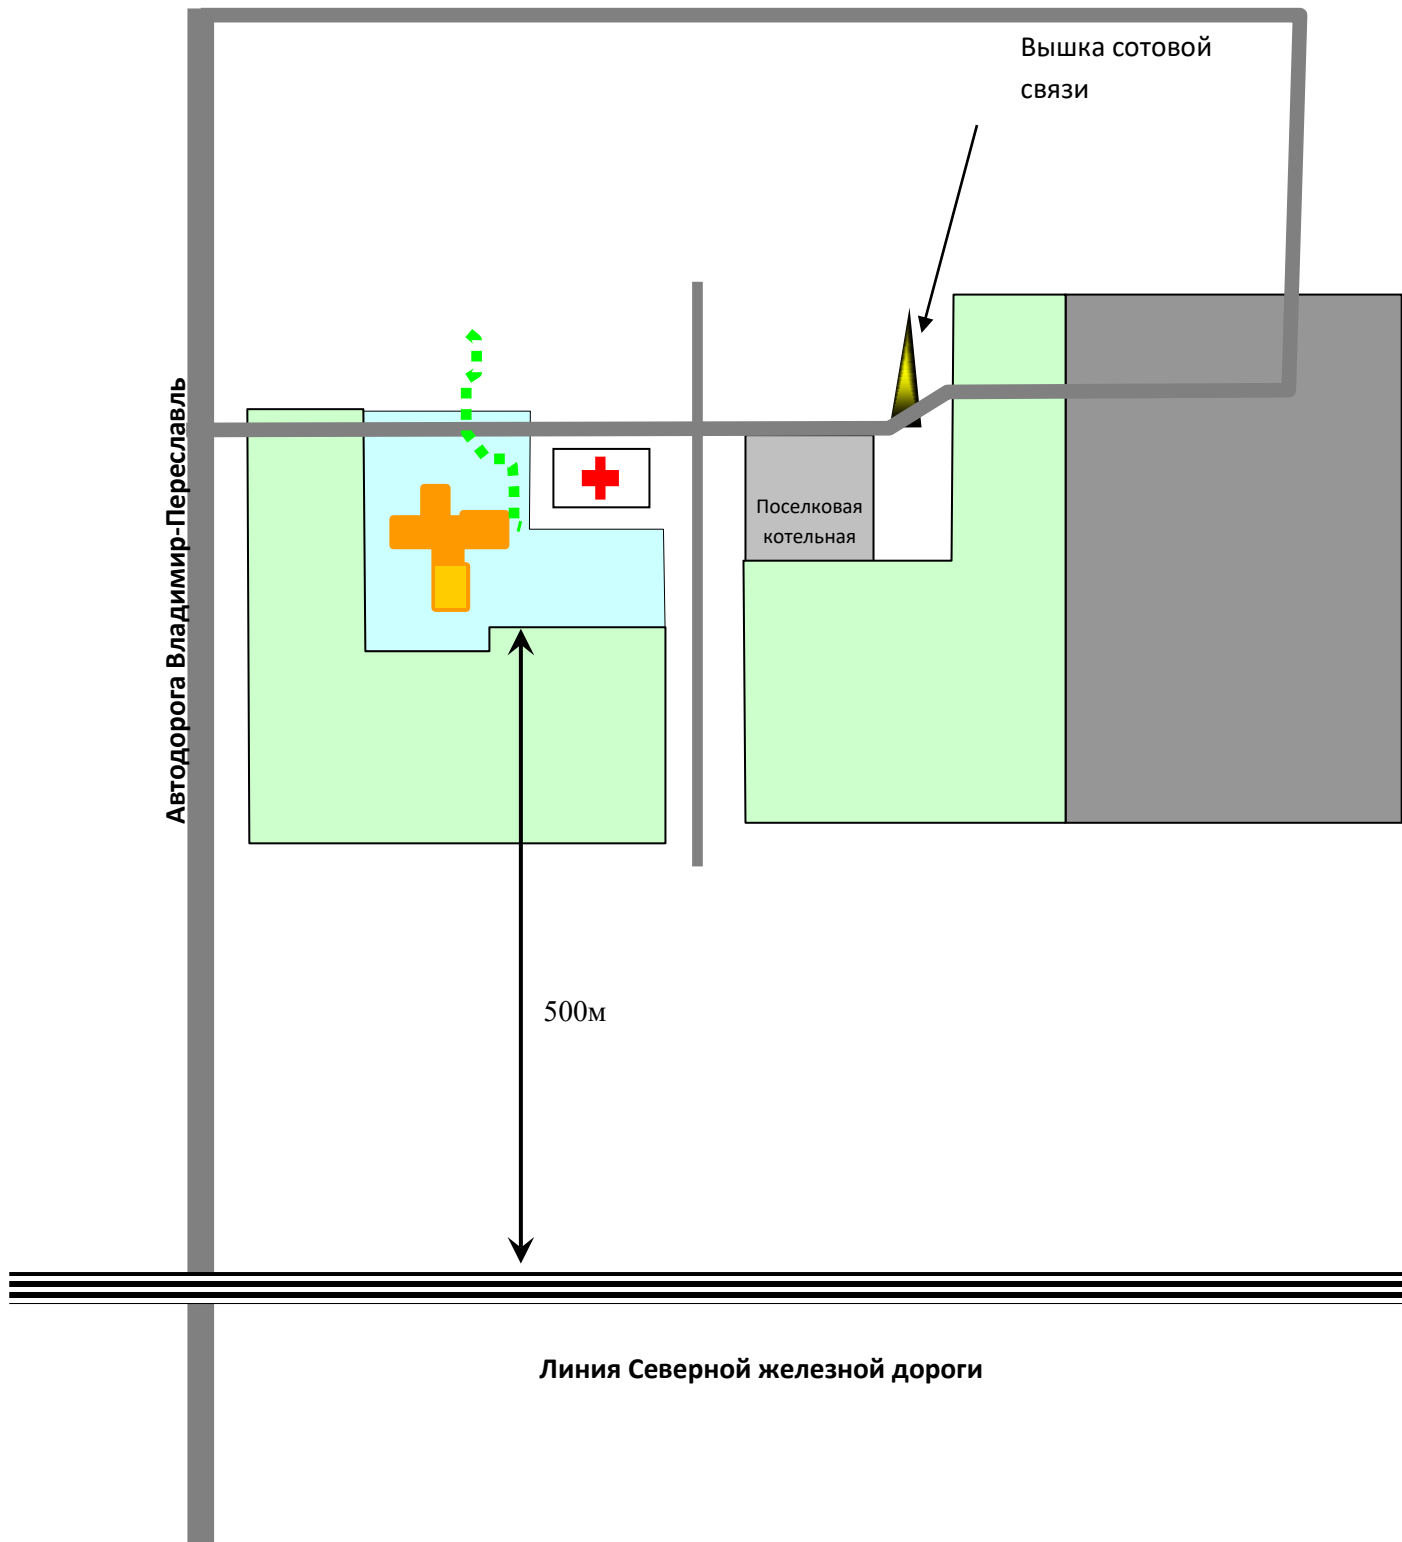 Вышка сотовой
связи
Автодорога Владимир-Переславль
Поселковая
котельная
500м
Линия Северной железной дороги